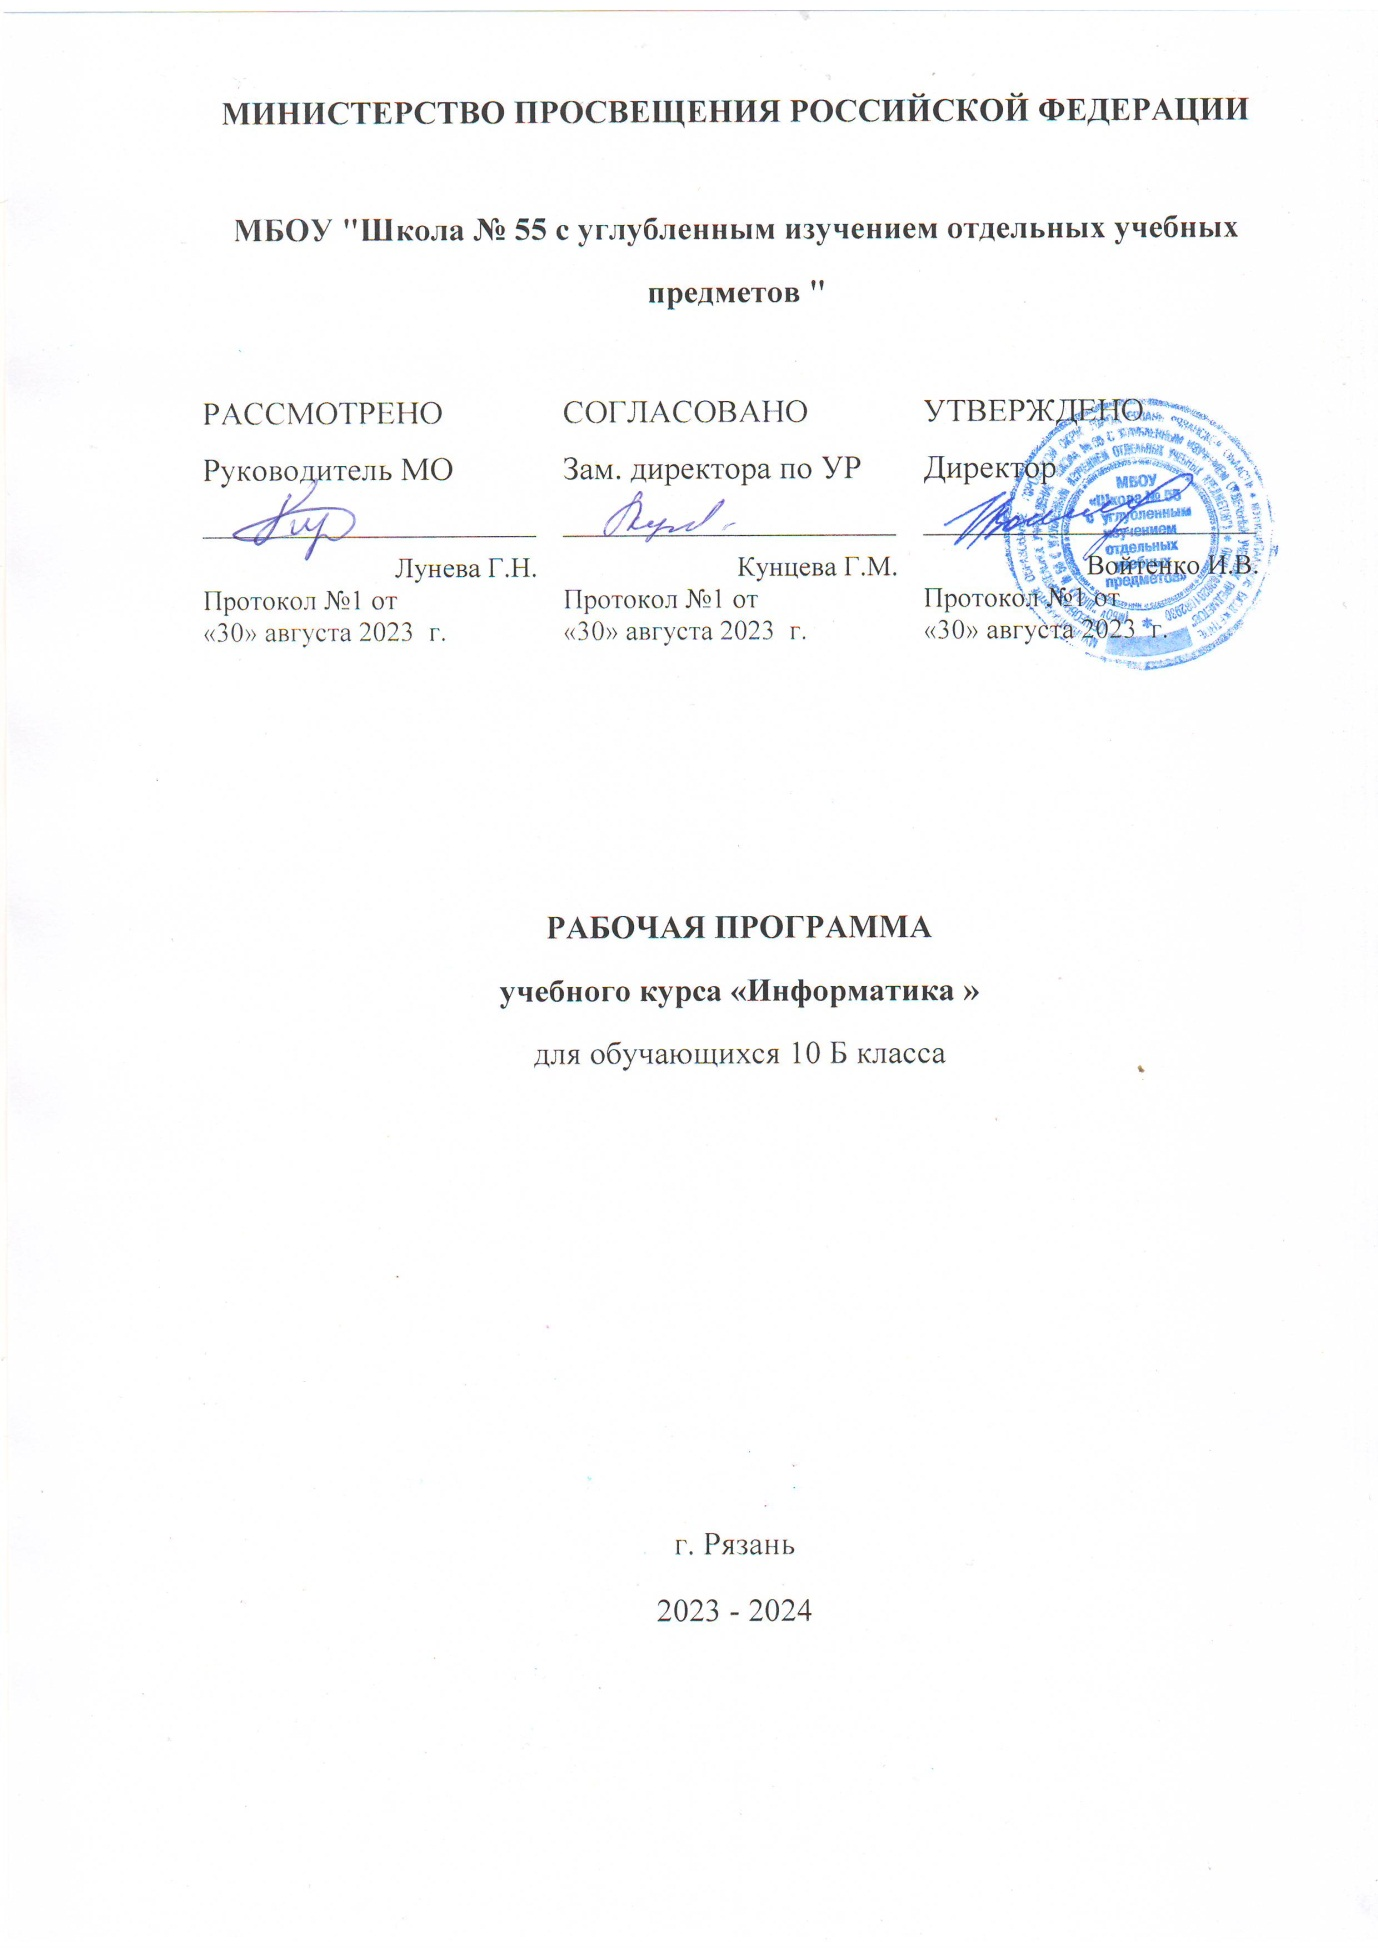 МИНИСТЕРСТВО ПРОСВЕЩЕНИЯ РОССИЙСКОЙ ФЕДЕРАЦИИ
МБОУ "Школа № 55 с углубленным изучением отдельных учебных
предметов "
РАССМОТРЕНО
Руководитель МО
Лунева Г.Н.
Протокол №1 от
«30» августа 2023  г.
СОГЛАСОВАНО
Зам. директора по УР
Кунцева Г.М.
Протокол №1 от
«30» августа 2023  г.
УТВЕРЖДЕНО
Директор
Войтенко И.В.
Протокол №1 от
«30» августа 2023  г.
МБОУ
«Школа № 55
с углубленным
изучением
отдельных
учебных
предметов»
РАБОЧАЯ ПРОГРАММА
учебного курса «Информатика »
для обучающихся 10 Б класса
г. Рязань
2023 - 2024